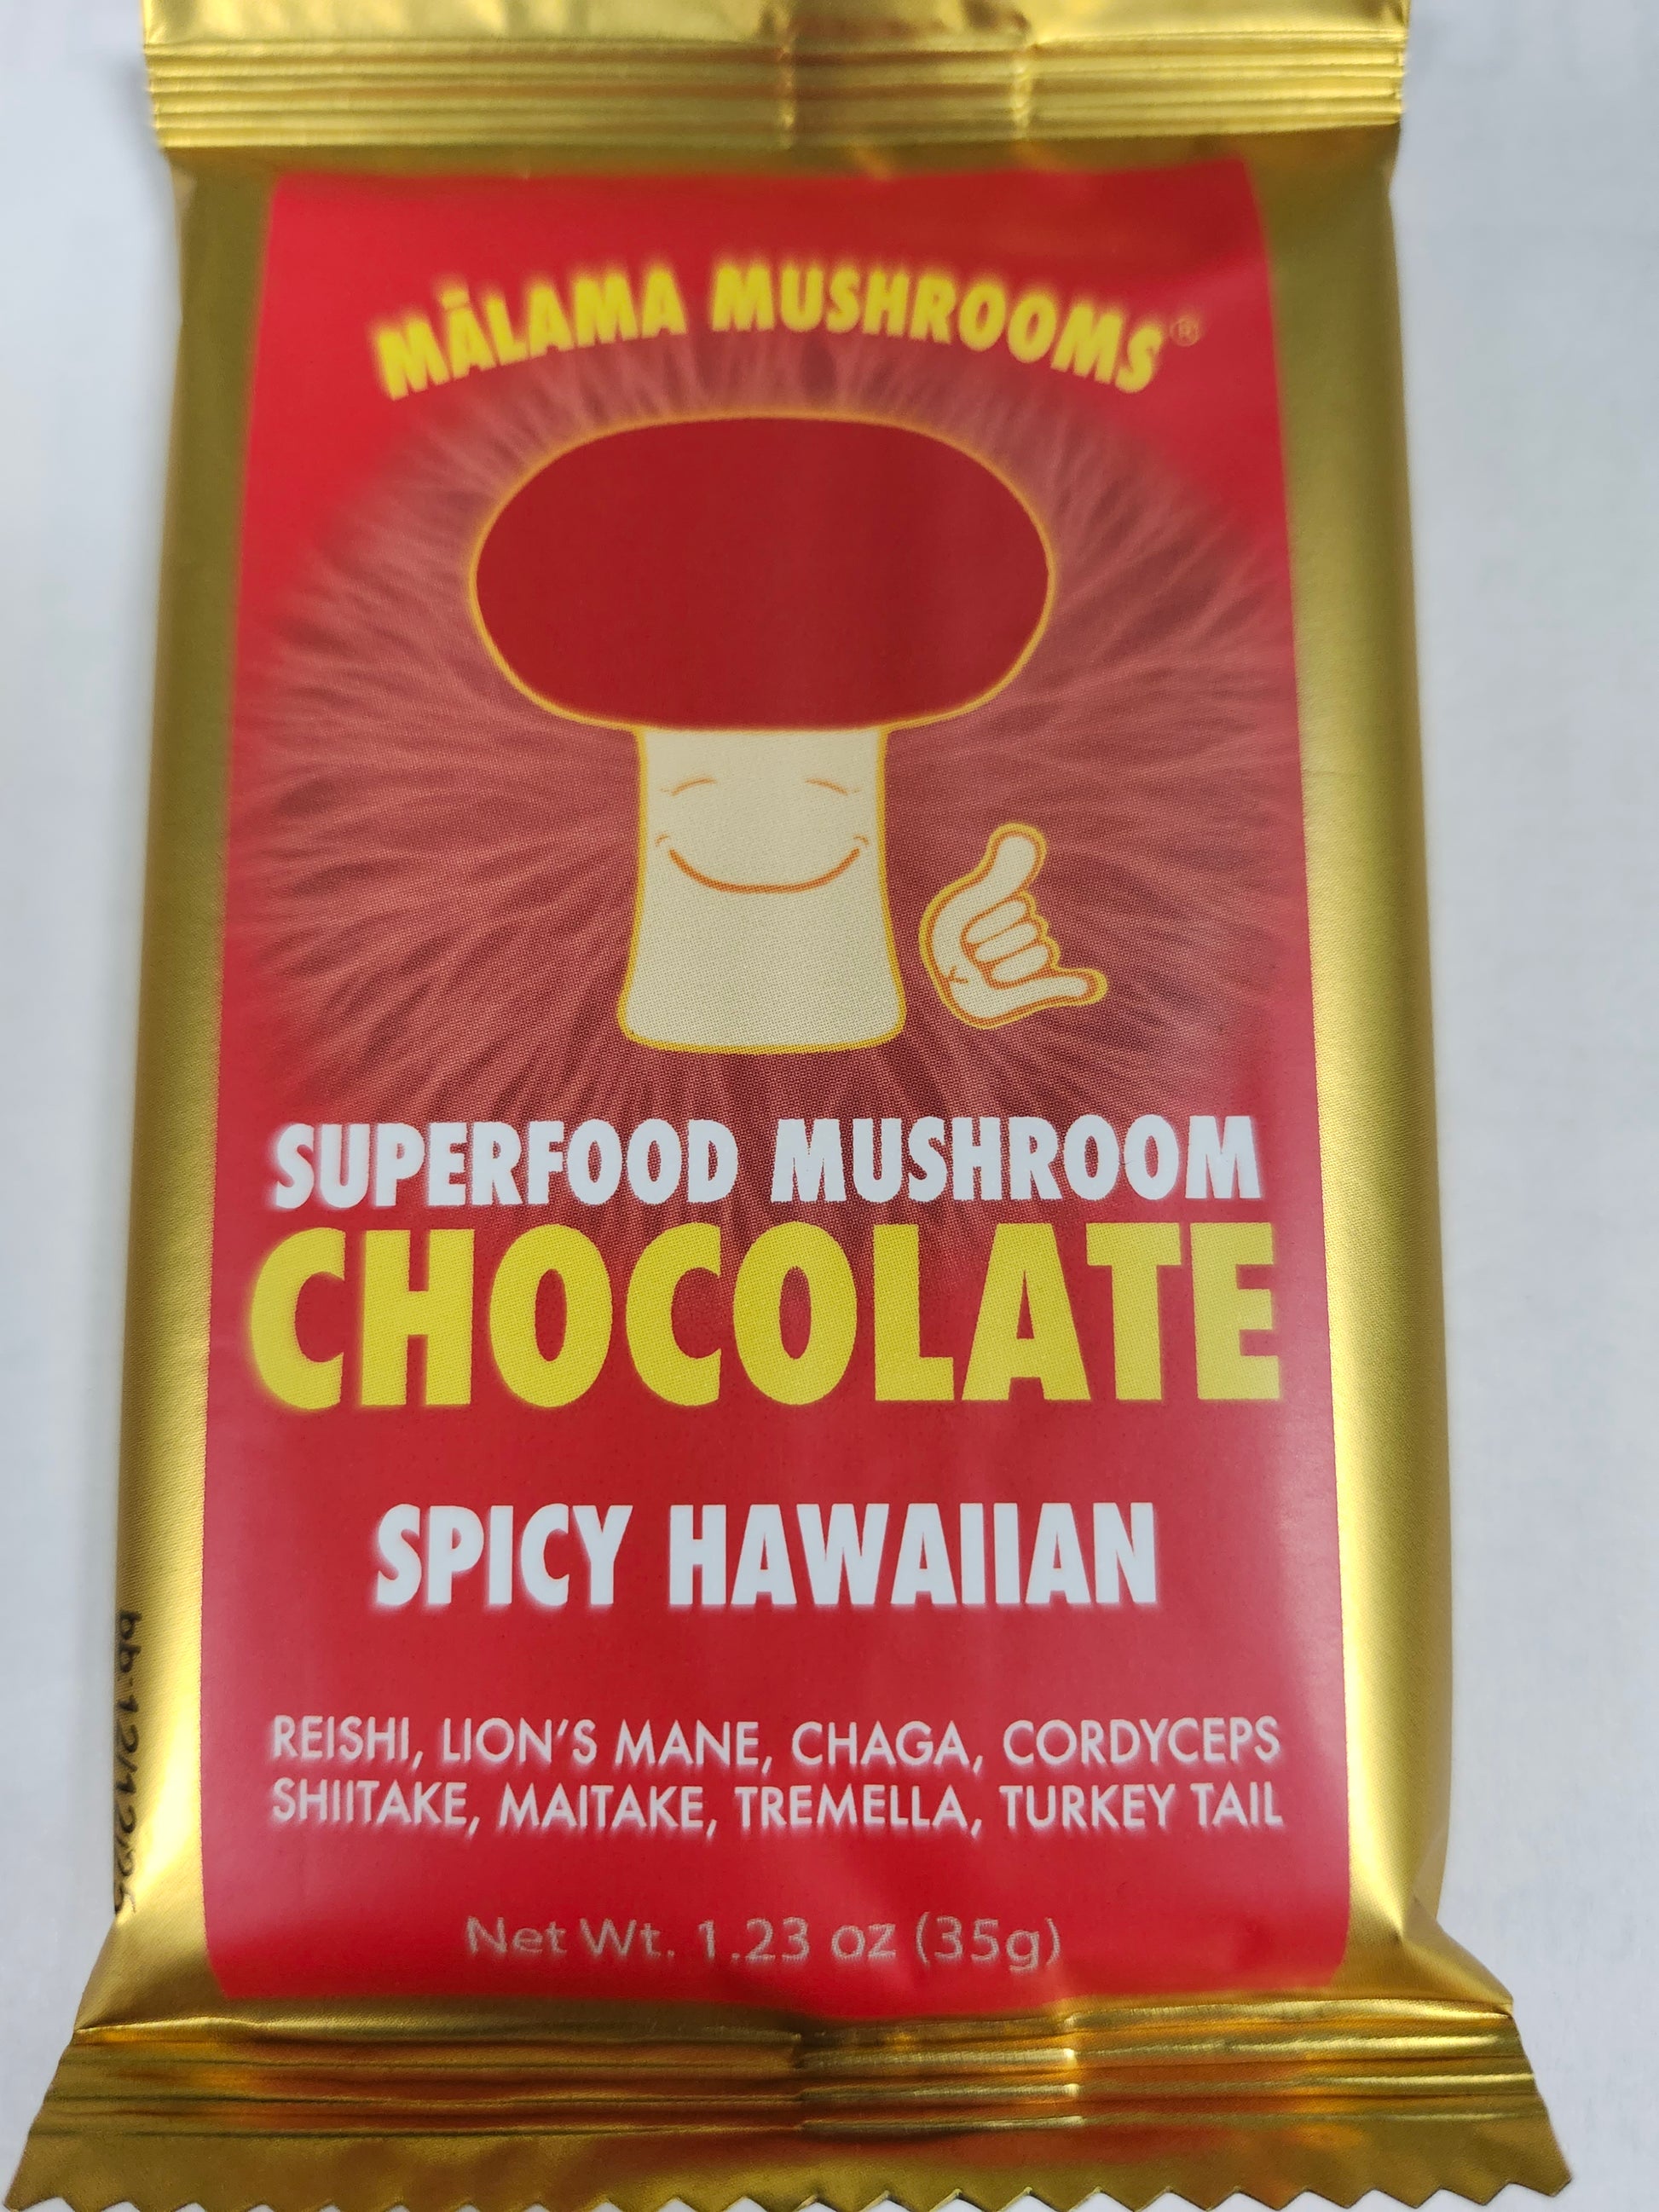 MĀLAMA MUSHROOMS®
SUPERFOOD MUSHROOM
CHOCOLATE
SPICY HAWAIIAN
REISHI, LION'S MANE, CHAGA, CORDYCEPS
SHIITAKE, MAITAKE, TREMELLA, TURKEY TAIL
Net Wt. 1.23 oz (35g)
bb